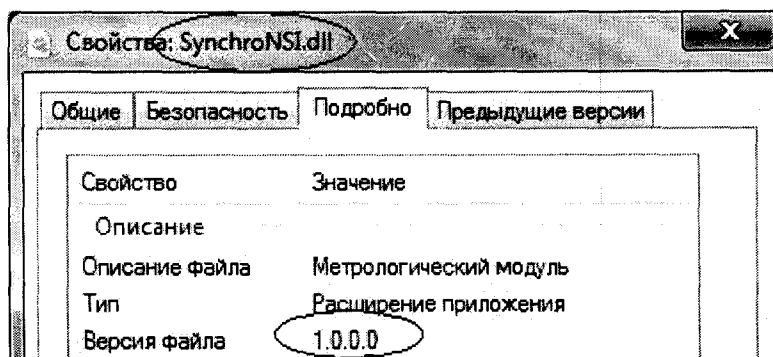 Свойства: SynchroNSI.dll
X
Общие Безопасность Подробно Предыдущие версии
Свойство Значение
Описание
Описание файла Метрологический модуль
Тип Расширение приложения
Версия файла 1.0.0.0